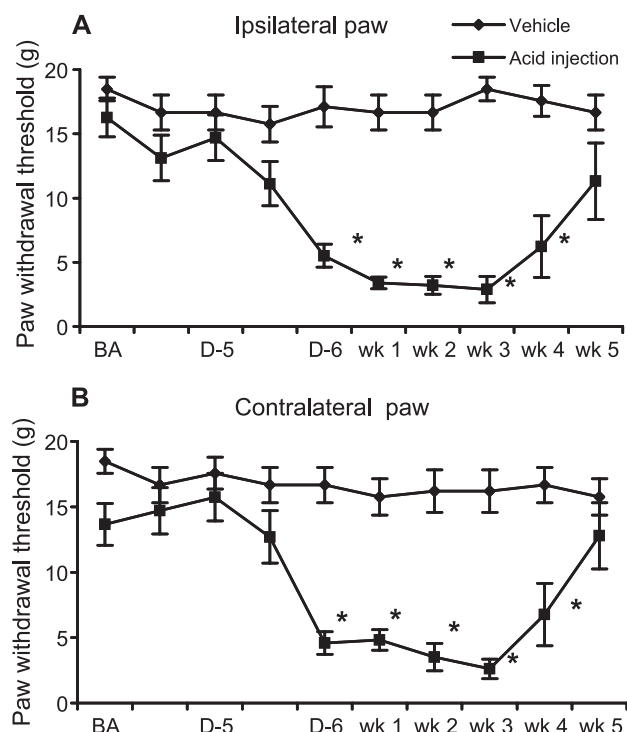 A
Ipsilateral paw
Vehicle
Acid injection
Paw withdrawal threshold (g)
20
15
10
5
0
* * * * *
BA D-5 D-6 wk 1 wk 2 wk 3 wk 4 wk 5
B
Contralateral paw
Paw withdrawal threshold (g)
20
15
10
5
0
* * * * *
BA D-5 D-6 wk 1 wk 2 wk 3 wk 4 wk 5